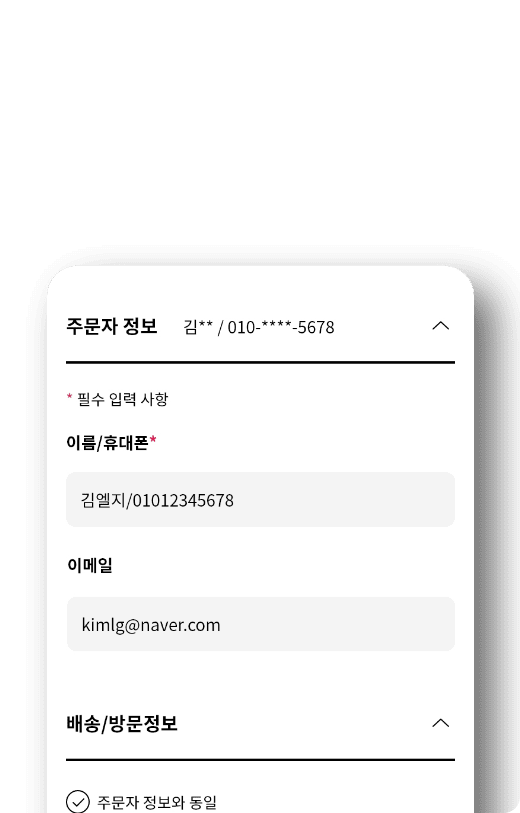 주문자 정보 김** / 010-****-5678
* 필수 입력 사항
이름/휴대폰*
김엘지/01012345678
이메일
kimlg@naver.com
배송/방문정보
주문자 정보와 동일